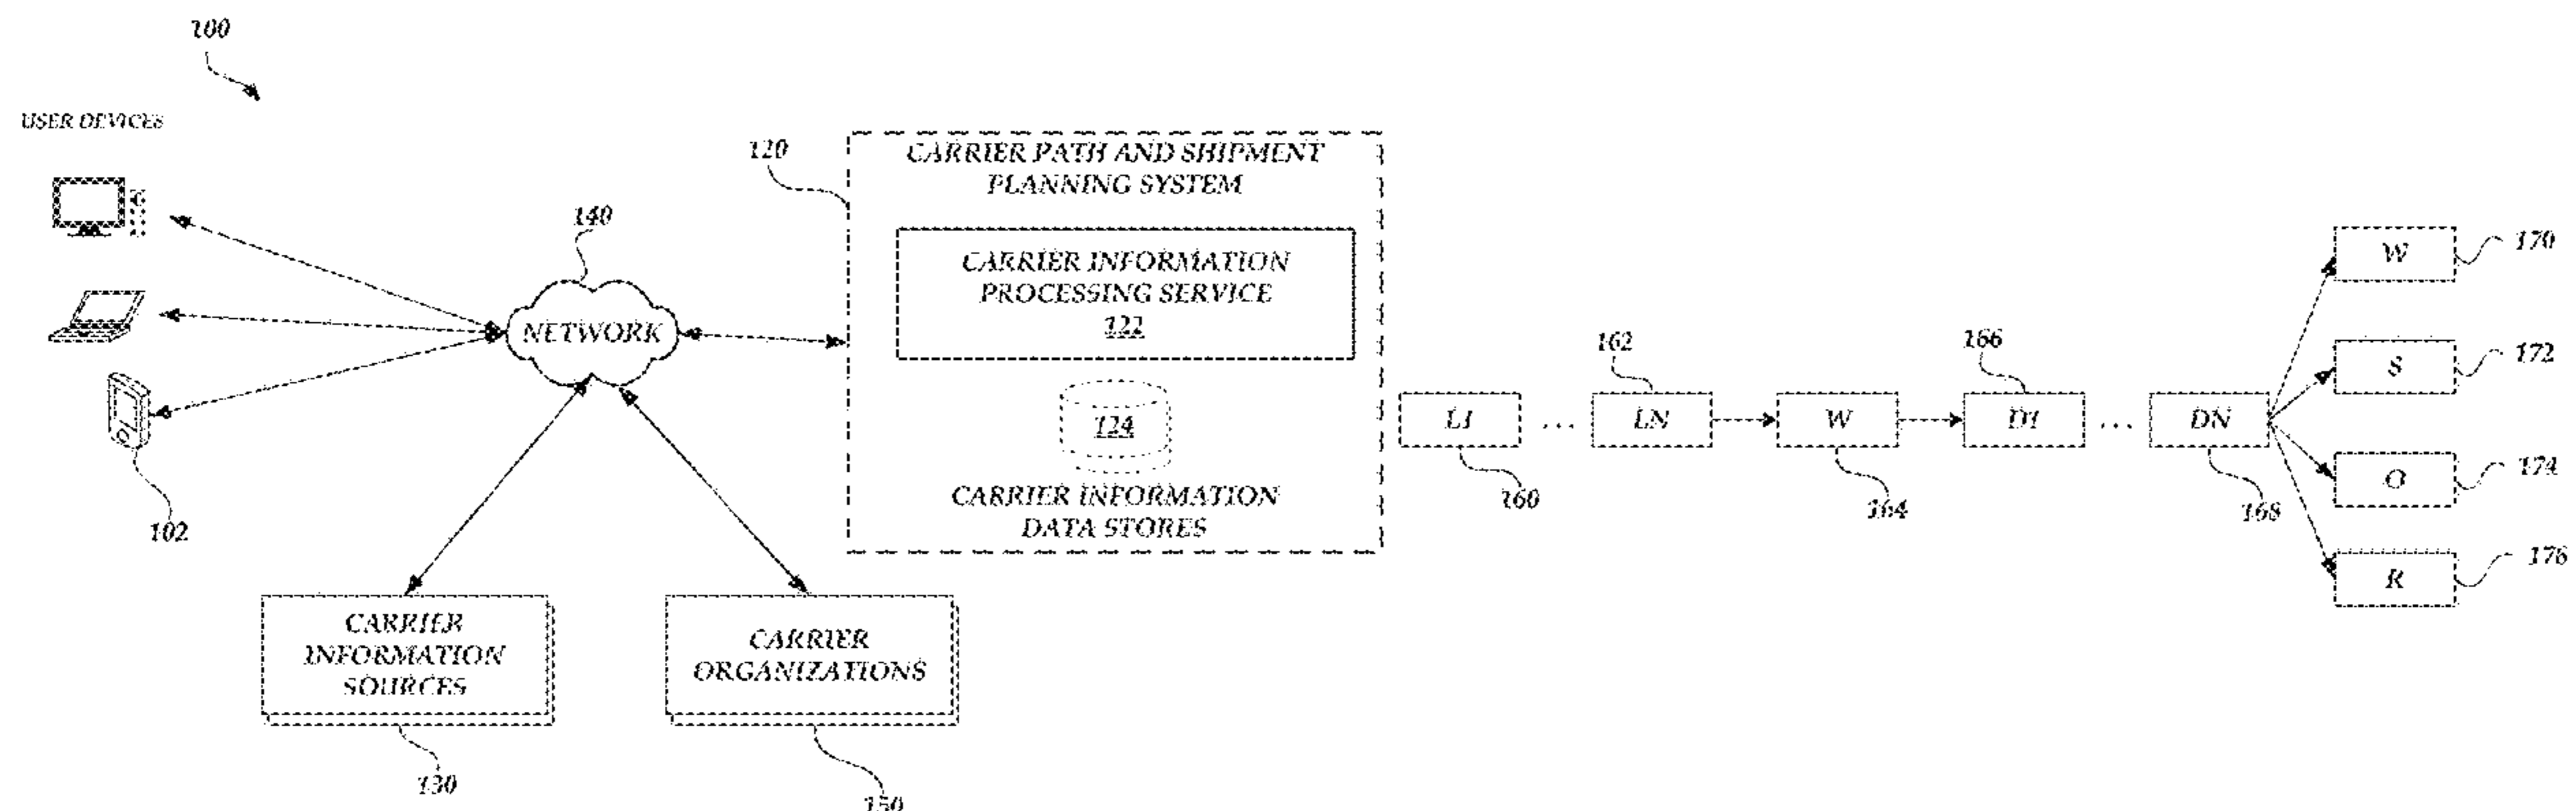 100
USER DEVICES
120
CARRIER PATH AND SHIPMENT
PLANNING SYSTEM
140
NETWORK
CARRIER INFORMATION
PROCESSING SERVICE
122
124
CARRIER INFORMATION
DATA STORES
102
CARRIER
INFORMATION
SOURCES
130
CARRIER
ORGANIZATIONS
150
L1
160
...
162
LN
W
164
166
D1
...
DN
168
W
170
S
172
O
174
R
176